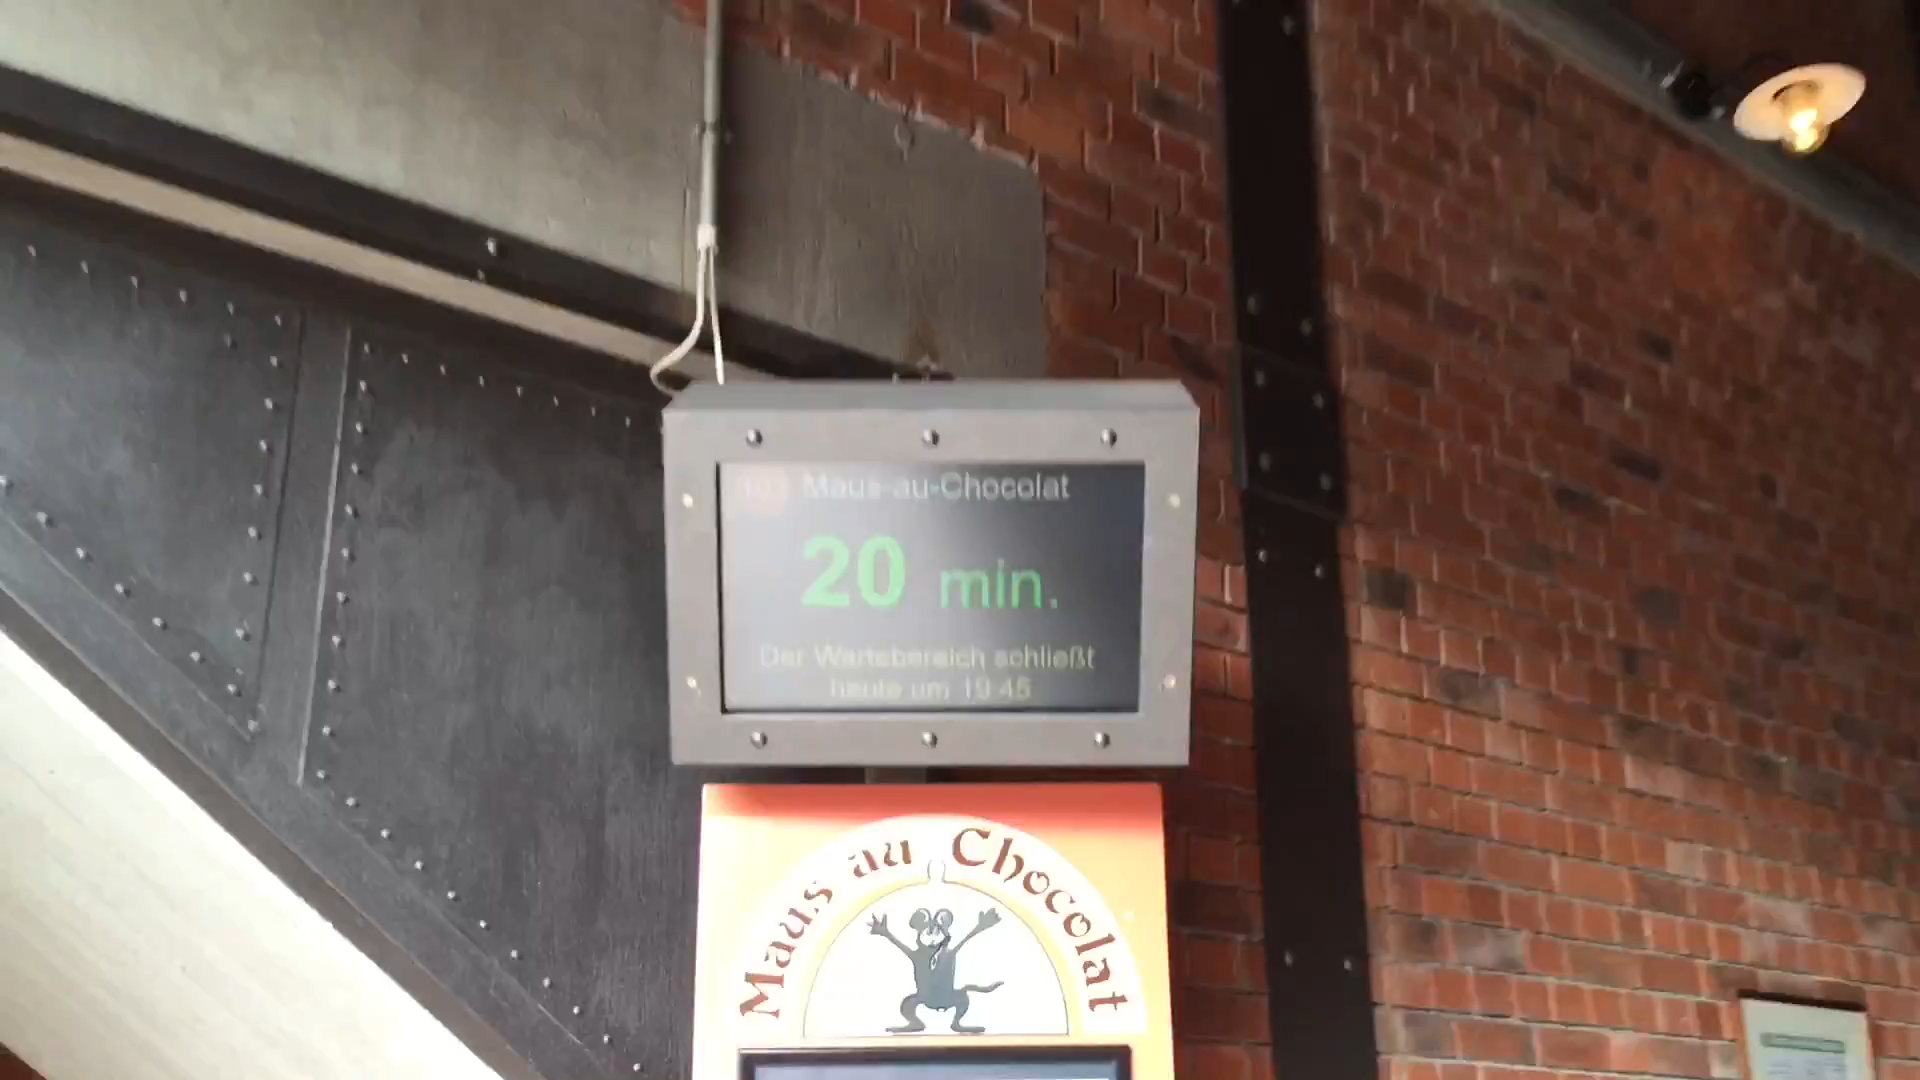 Maus-au-Chocolat
20 min.
Der Wartebereich schließt
heute um 19:45
Maus au Chocolat